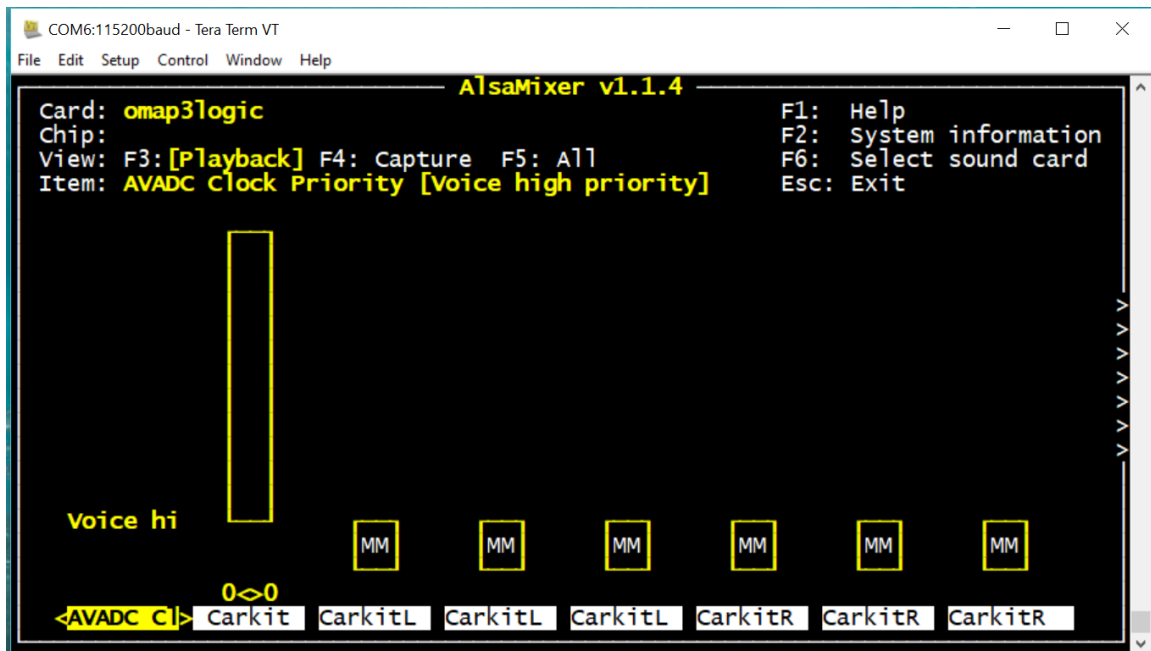 COM6:115200baud - Tera Term VT
File Edit Setup Control Window Help
AlsaMixer v1.1.4
Card: omap3logic F1: Help
Chip: F2: System information
View: F3:[Playback] F4: Capture F5: All F6: Select sound card
Item: AVADC Clock Priority [Voice high priority] Esc: Exit
>
>
>
>
>
>
>
Voice hi
MM MM MM MM MM MM
0<>0
<AVADC Cl> Carkit CarkitL CarkitL CarkitL CarkitR CarkitR CarkitR